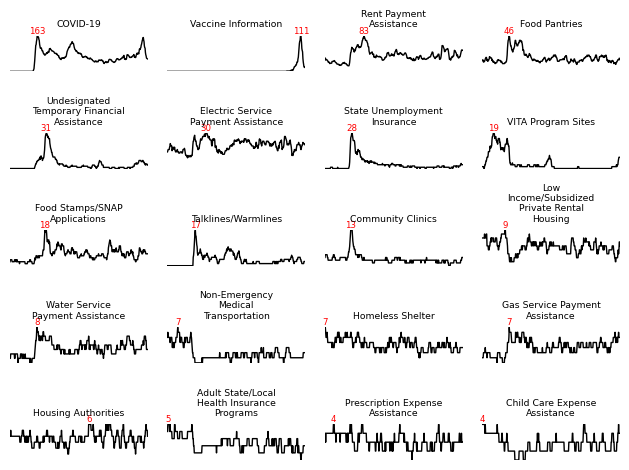 COVID-19
163
Vaccine Information
111
Rent Payment
Assistance
83
Food Pantries
46
Undesignated
Temporary Financial
Assistance
31
Electric Service
Payment Assistance
30
State Unemployment
Insurance
28
VITA Program Sites
19
Food Stamps/SNAP
Applications
18
Talklines/Warmlines
17
Community Clinics
13
Low
Income/Subsidized
Private Rental
Housing
9
Water Service
Payment Assistance
8
Non-Emergency
Medical
Transportation
7
Homeless Shelter
7
Gas Service Payment
Assistance
7
Housing Authorities
6
Adult State/Local
Health Insurance
Programs
5
Prescription Expense
Assistance
4
Child Care Expense
Assistance
4